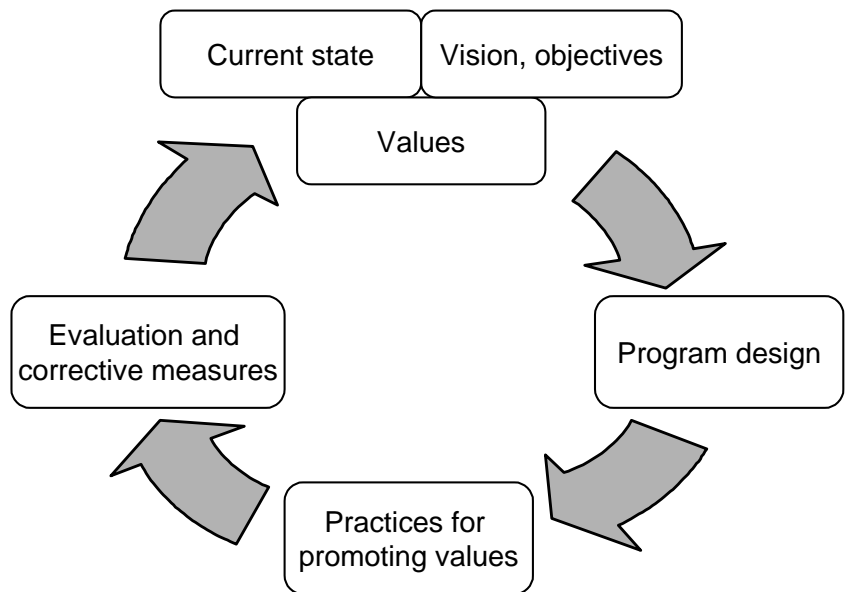 Current state
Vision, objectives
Values
Program design
Practices for
promoting values
Evaluation and
corrective measures